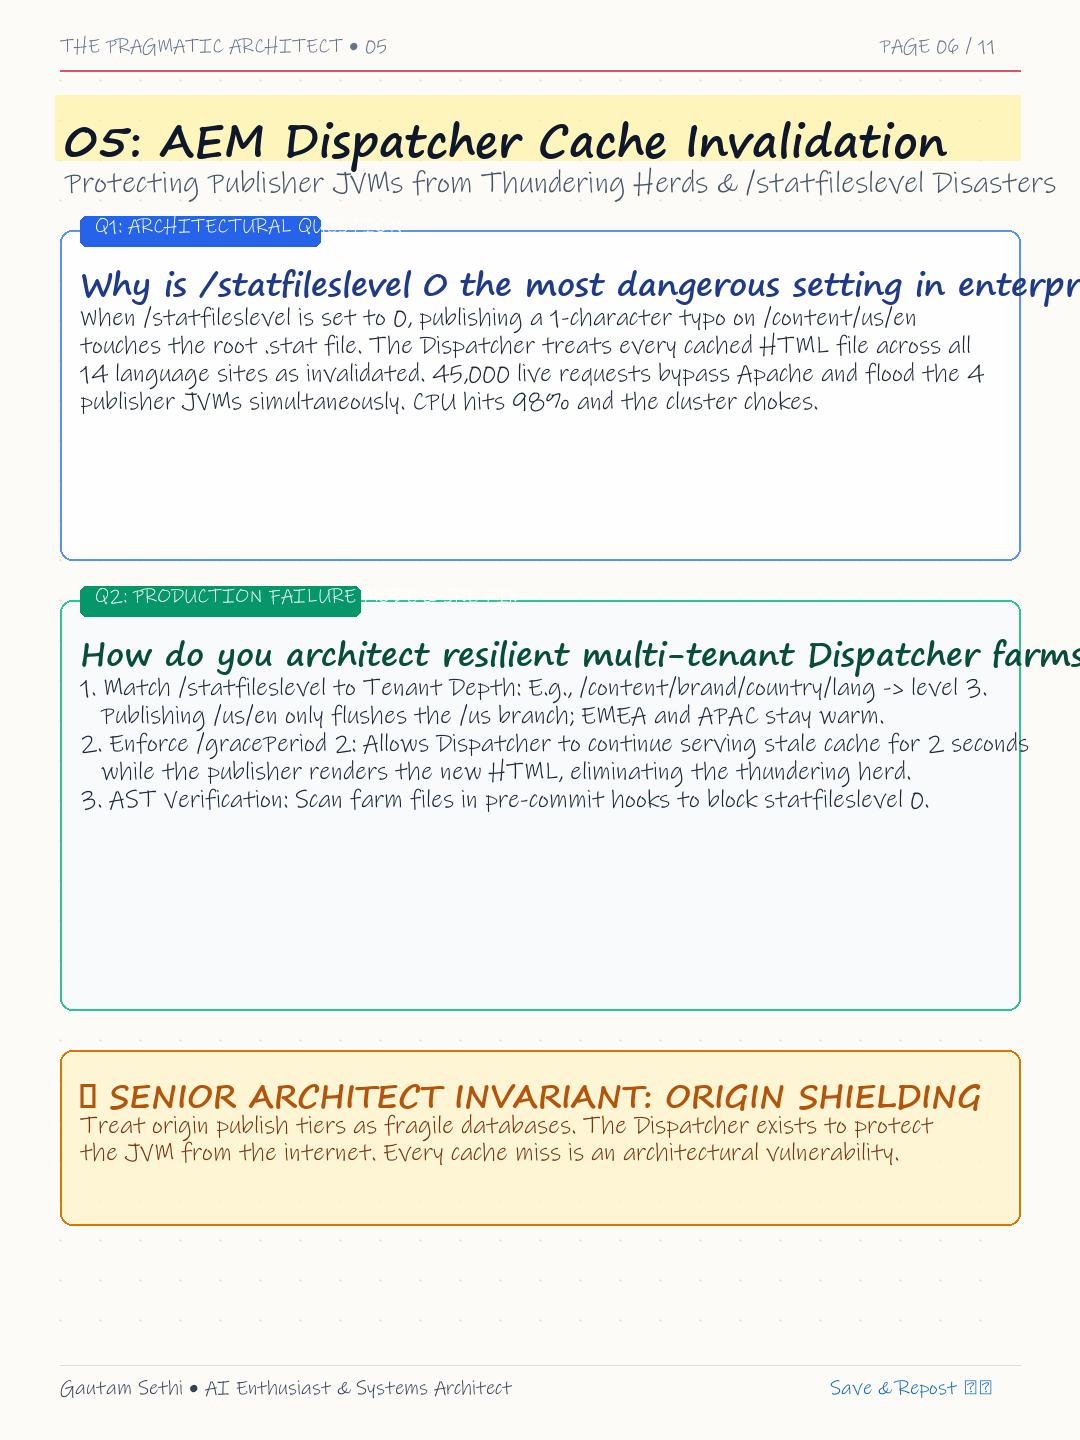 THE PRAGMATIC ARCHITECT • 05
PAGE 06 / 11
05: AEM Dispatcher Cache Invalidation
Protecting Publisher JVMs from Thundering Herds & /statfileslevel Disasters
Q1: ARCHITECTURAL QUESTION
Why is /statfileslevel 0 the most dangerous setting in enterpr
When /statfileslevel is set to 0, publishing a 1-character typo on /content/us/en
touches the root .stat file. The Dispatcher treats every cached HTML file across all
14 language sites as invalidated. 45,000 live requests bypass Apache and flood the 4
publisher JVMs simultaneously. CPU hits 98% and the cluster chokes.
Q2: PRODUCTION FAILURE
How do you architect resilient multi-tenant Dispatcher farms
1. Match /statfileslevel to Tenant Depth: E.g., /content/brand/country/lang -> level 3.
Publishing /us/en only flushes the /us branch; EMEA and APAC stay warm.
2. Enforce /gracePeriod 2: Allows Dispatcher to continue serving stale cache for 2 seconds
while the publisher renders the new HTML, eliminating the thundering herd.
3. AST Verification: Scan farm files in pre-commit hooks to block statfileslevel 0.
SENIOR ARCHITECT INVARIANT: ORIGIN SHIELDING
Treat origin publish tiers as fragile databases. The Dispatcher exists to protect
the JVM from the internet. Every cache miss is an architectural vulnerability.
Gautam Sethi • AI Enthusiast & Systems Architect
Save & Repost